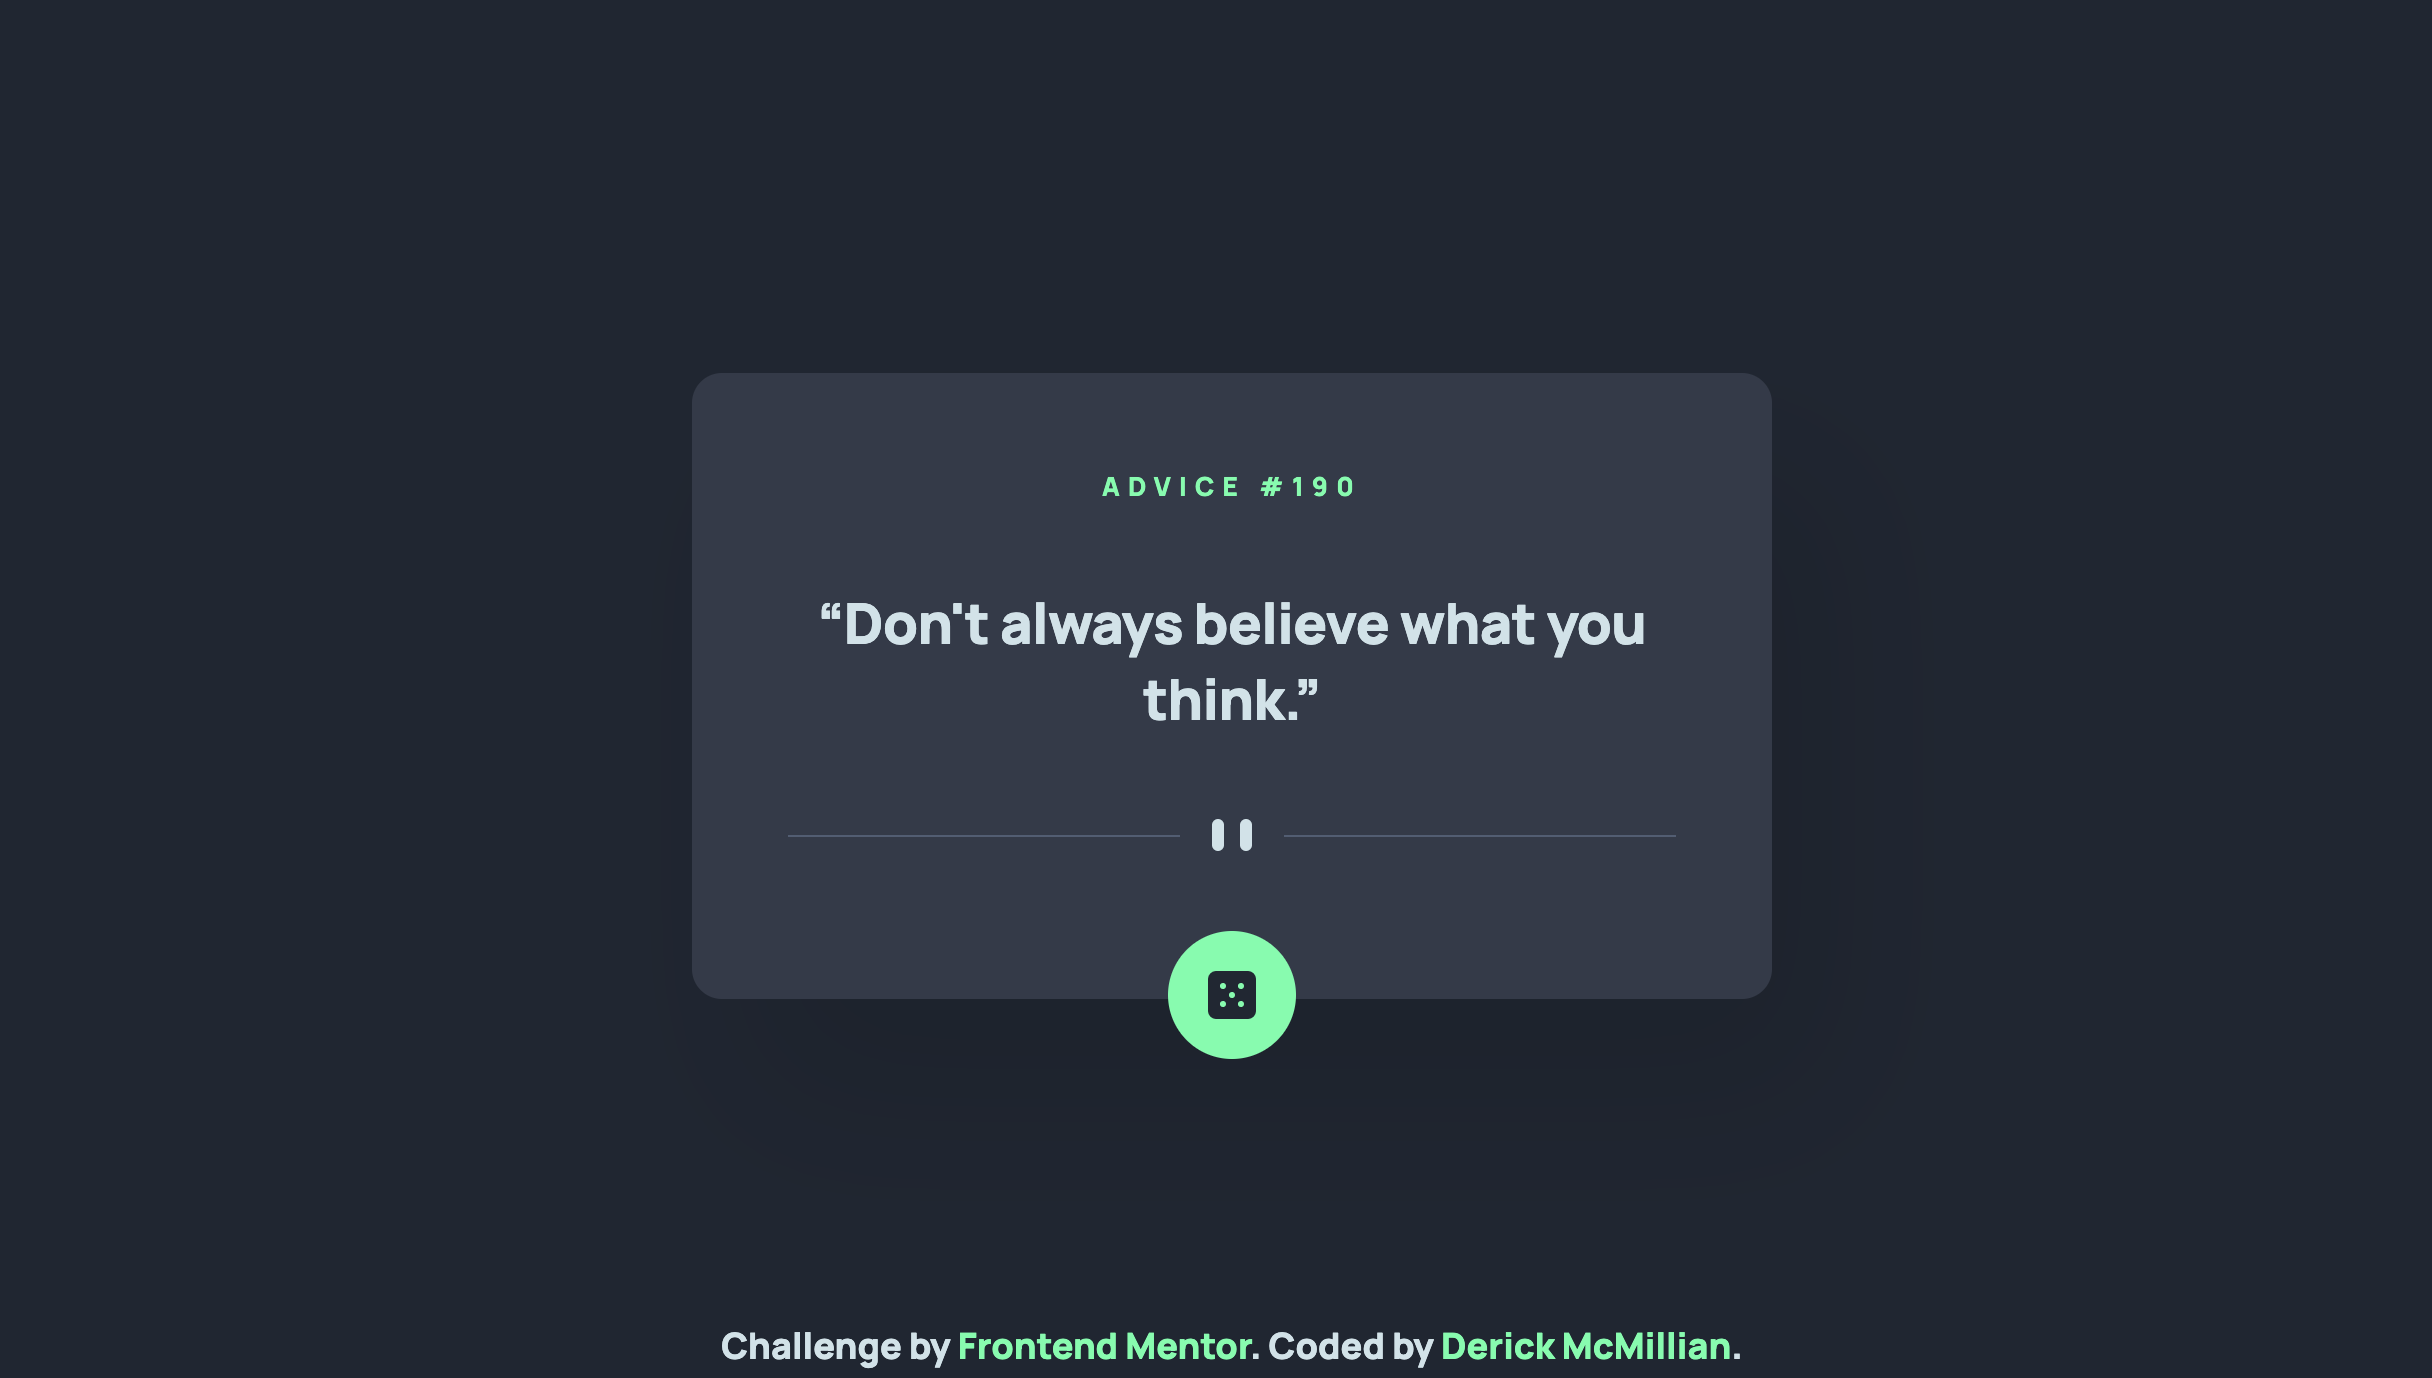 ADVICE #190
“Don't always believe what you
think.”
Challenge by Frontend Mentor. Coded by Derick McMillian.